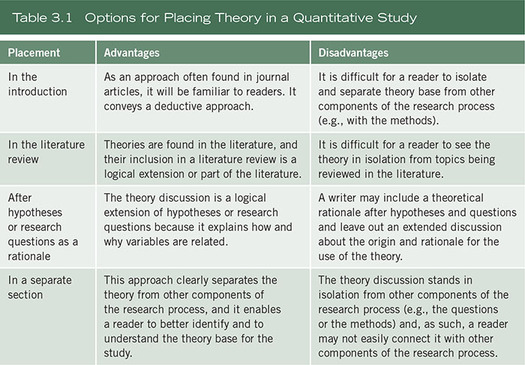 Table 3.1 Options for Placing Theory in a Quantitative Study
Placement Advantages Disadvantages
In the
introduction
As an approach often found in journal
articles, it will be familiar to readers. It
conveys a deductive approach.
It is difficult for a reader to isolate
and separate theory base from other
components of the research process
(e.g., with the methods).
In the literature
review
Theories are found in the literature, and
their inclusion in a literature review is a
logical extension or part of the literature.
It is difficult for a reader to see the
theory in isolation from topics being
reviewed in the literature.
After
hypotheses
or research
questions as a
rationale
The theory discussion is a logical
extension of hypotheses or research
questions because it explains how and
why variables are related.
A writer may include a theoretical
rationale after hypotheses and questions
and leave out an extended discussion
about the origin and rationale for the
use of the theory.
In a separate
section
This approach clearly separates the
theory from other components of
the research process, and it enables
a reader to better identify and to
understand the theory base for the
study.
The theory discussion stands in
isolation from other components of the
research process (e.g., the questions
or the methods) and, as such, a reader
may not easily connect it with other
components of the research process.